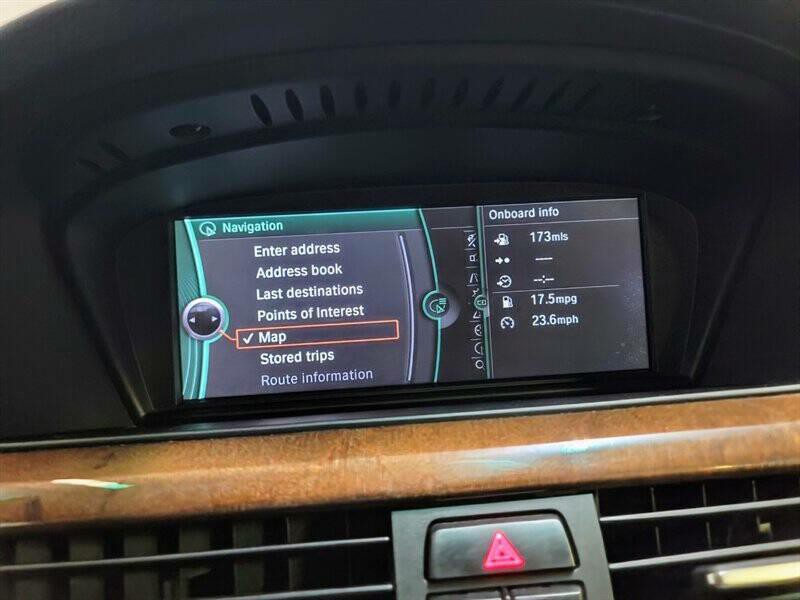 Navigation
Enter address
Address book
Last destinations
Points of Interest
Map
Stored trips
Route information
Onboard info
173mls
---
--:--
17.5mpg
23.6mph